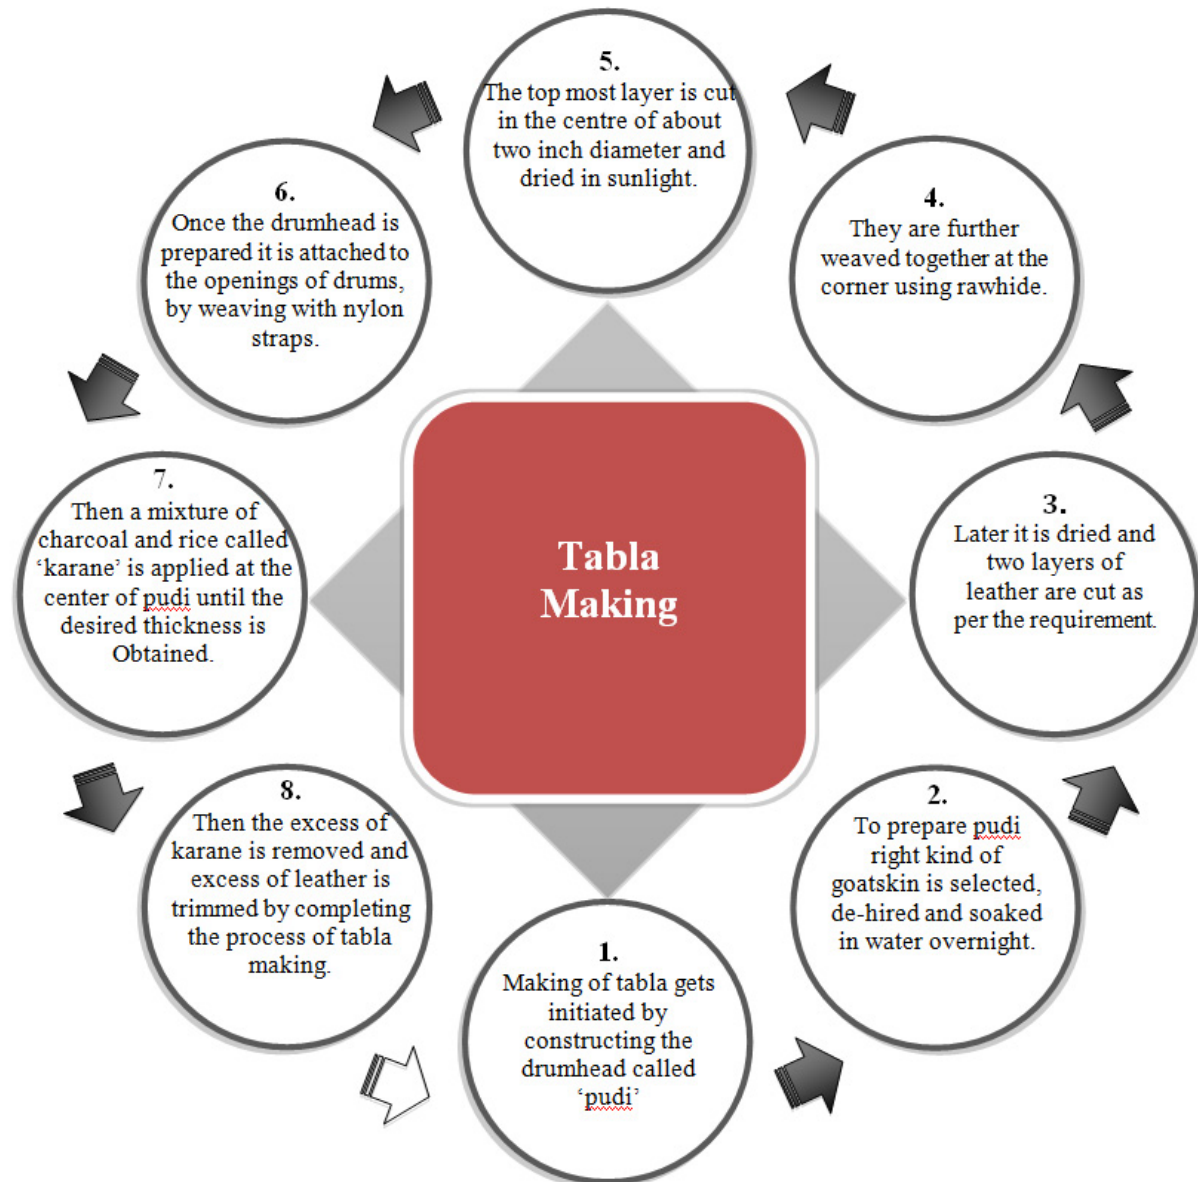 Tabla
Making
1.
Making of tabla gets
initiated by
constructing the
drumhead called
‘pudi’
2.
To prepare pudi
right kind of
goatskin is selected,
de-hired and soaked
in water overnight.
3.
Later it is dried and
two layers of
leather are cut as
per the requirement.
4.
They are further
weaved together at the
corner using rawhide.
5.
The top most layer is cut
in the centre of about
two inch diameter and
dried in sunlight.
6.
Once the drumhead is
prepared it is attached to
the openings of drums,
by weaving with nylon
straps.
7.
Then a mixture of
charcoal and rice called
‘karane’ is applied at the
center of pudi until the
desired thickness is
Obtained.
8.
Then the excess of
karane is removed and
excess of leather is
trimmed by completing
the process of tabla
making.